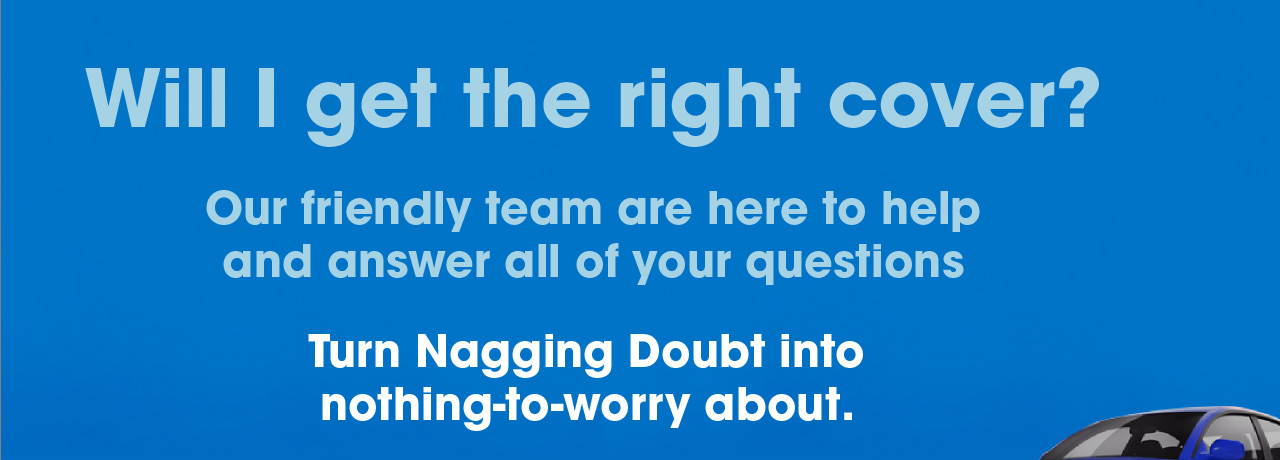 Will I get the right cover?
Our friendly team are here to help
and answer all of your questions
Turn Nagging Doubt into
nothing-to-worry about.